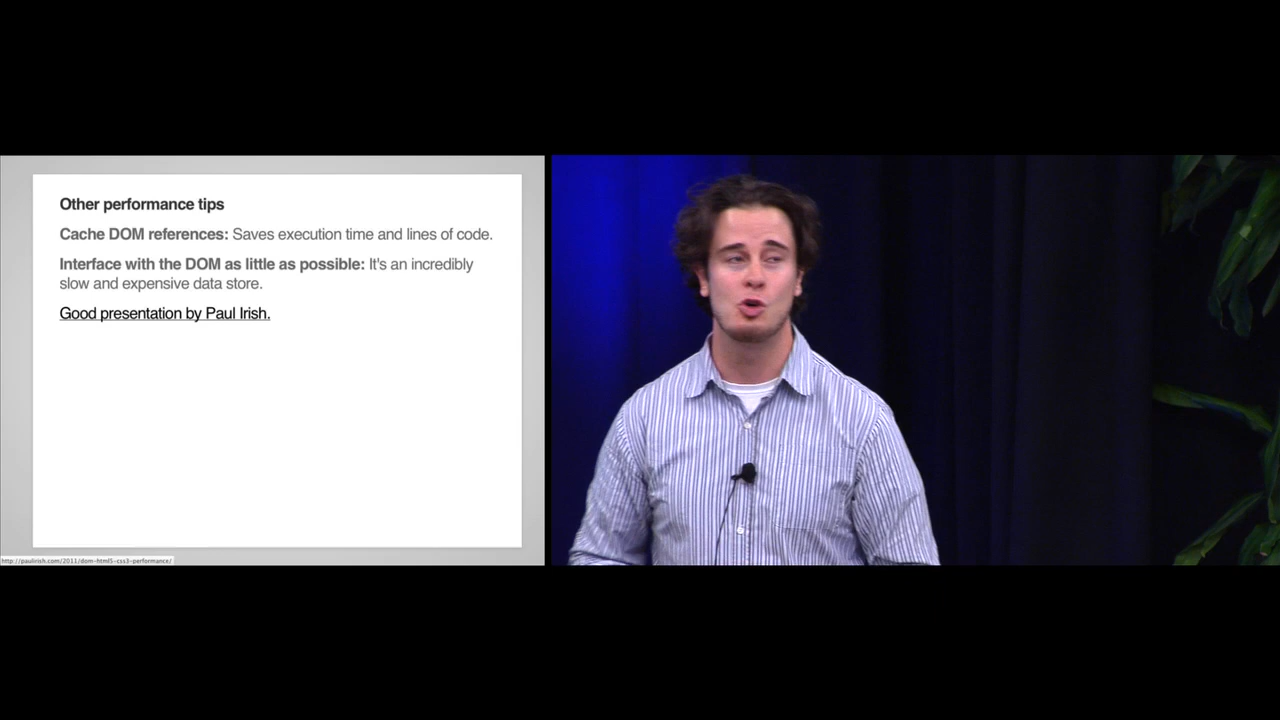 Other performance tips
Cache DOM references: Saves execution time and lines of code.
Interface with the DOM as little as possible: It's an incredibly
slow and expensive data store.
Good presentation by Paul Irish.
http://paulirish.com/2011/dom-html5-css3-performance/